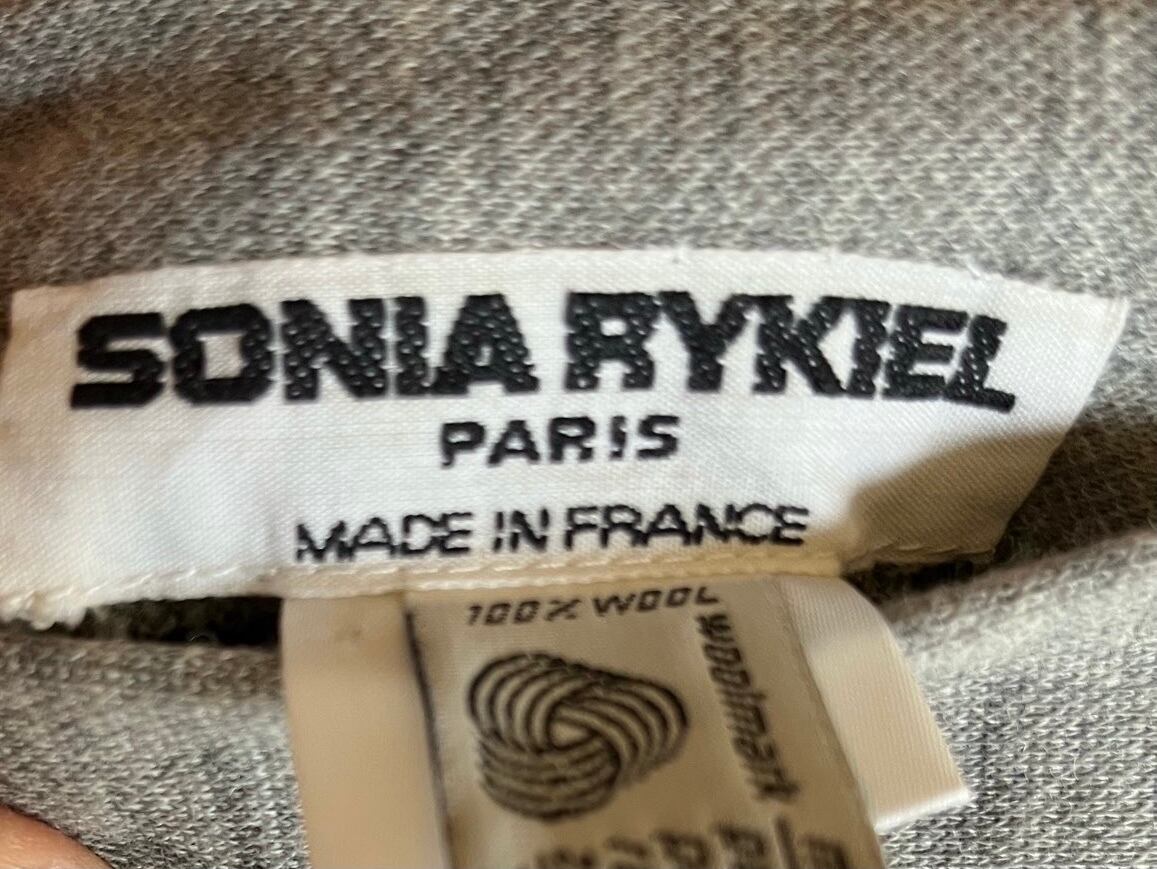 SONIA RYKIEL
PARIS
MADE IN FRANCE
100% WOOL
woolmark